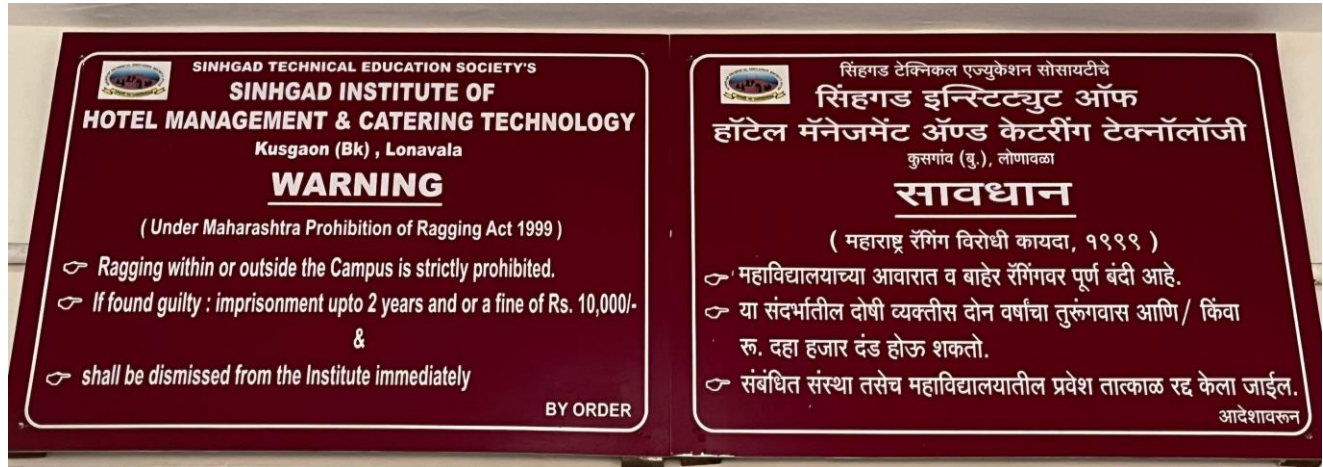 SINHGAD TECHNICAL EDUCATION SOCIETY'S
SINHGAD INSTITUTE OF
HOTEL MANAGEMENT & CATERING TECHNOLOGY
Kusgaon (Bk) , Lonavala
WARNING
( Under Maharashtra Prohibition of Ragging Act 1999 )
Ragging within or outside the Campus is strictly prohibited.
If found guilty : imprisonment upto 2 years and or a fine of Rs. 10,000/-
&
shall be dismissed from the Institute immediately
BY ORDER
सिंहगड टेक्निकल एज्युकेशन सोसायटीचे
सिंहगड इन्स्टिट्युट ऑफ
हॉटेल मॅनेजमेंट ॲण्ड केटरींग टेक्नॉलॉजी
कुसगांव (बु.), लोणावळा
सावधान
( महाराष्ट्र रॅगिंग विरोधी कायदा, १९९९ )
महाविद्यालयाच्या आवारात व बाहेर रॅगिंगवर पूर्ण बंदी आहे.
या संदर्भातील दोषी व्यक्तीस दोन वर्षांचा तुरूंगवास आणि / किंवा
रू. दहा हजार दंड होऊ शकतो.
संबंधित संस्था तसेच महाविद्यालयातील प्रवेश तात्काळ रद्द केला जाईल.
आदेशावरून